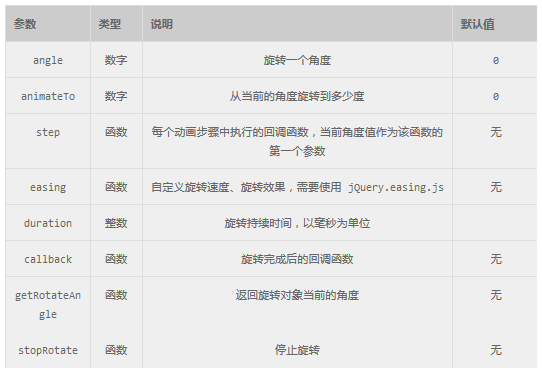 参数 类型 说明 默认值
angle 数字 旋转一个角度 0
animateTo 数字 从当前的角度旋转到多少度 0
step 函数 每个动画步骤中执行的回调函数，当前角度值作为该函数的 无
第一个参数
easing 函数 自定义旋转速度、旋转效果，需要使用 jQuery.easing.js 无
duration 整数 旋转持续时间，以毫秒为单位
callback 函数 旋转完成后的回调函数 无
getRotateAn 函数 返回旋转对象当前的角度 无
gle
stopRotate 函数 停止旋转 无